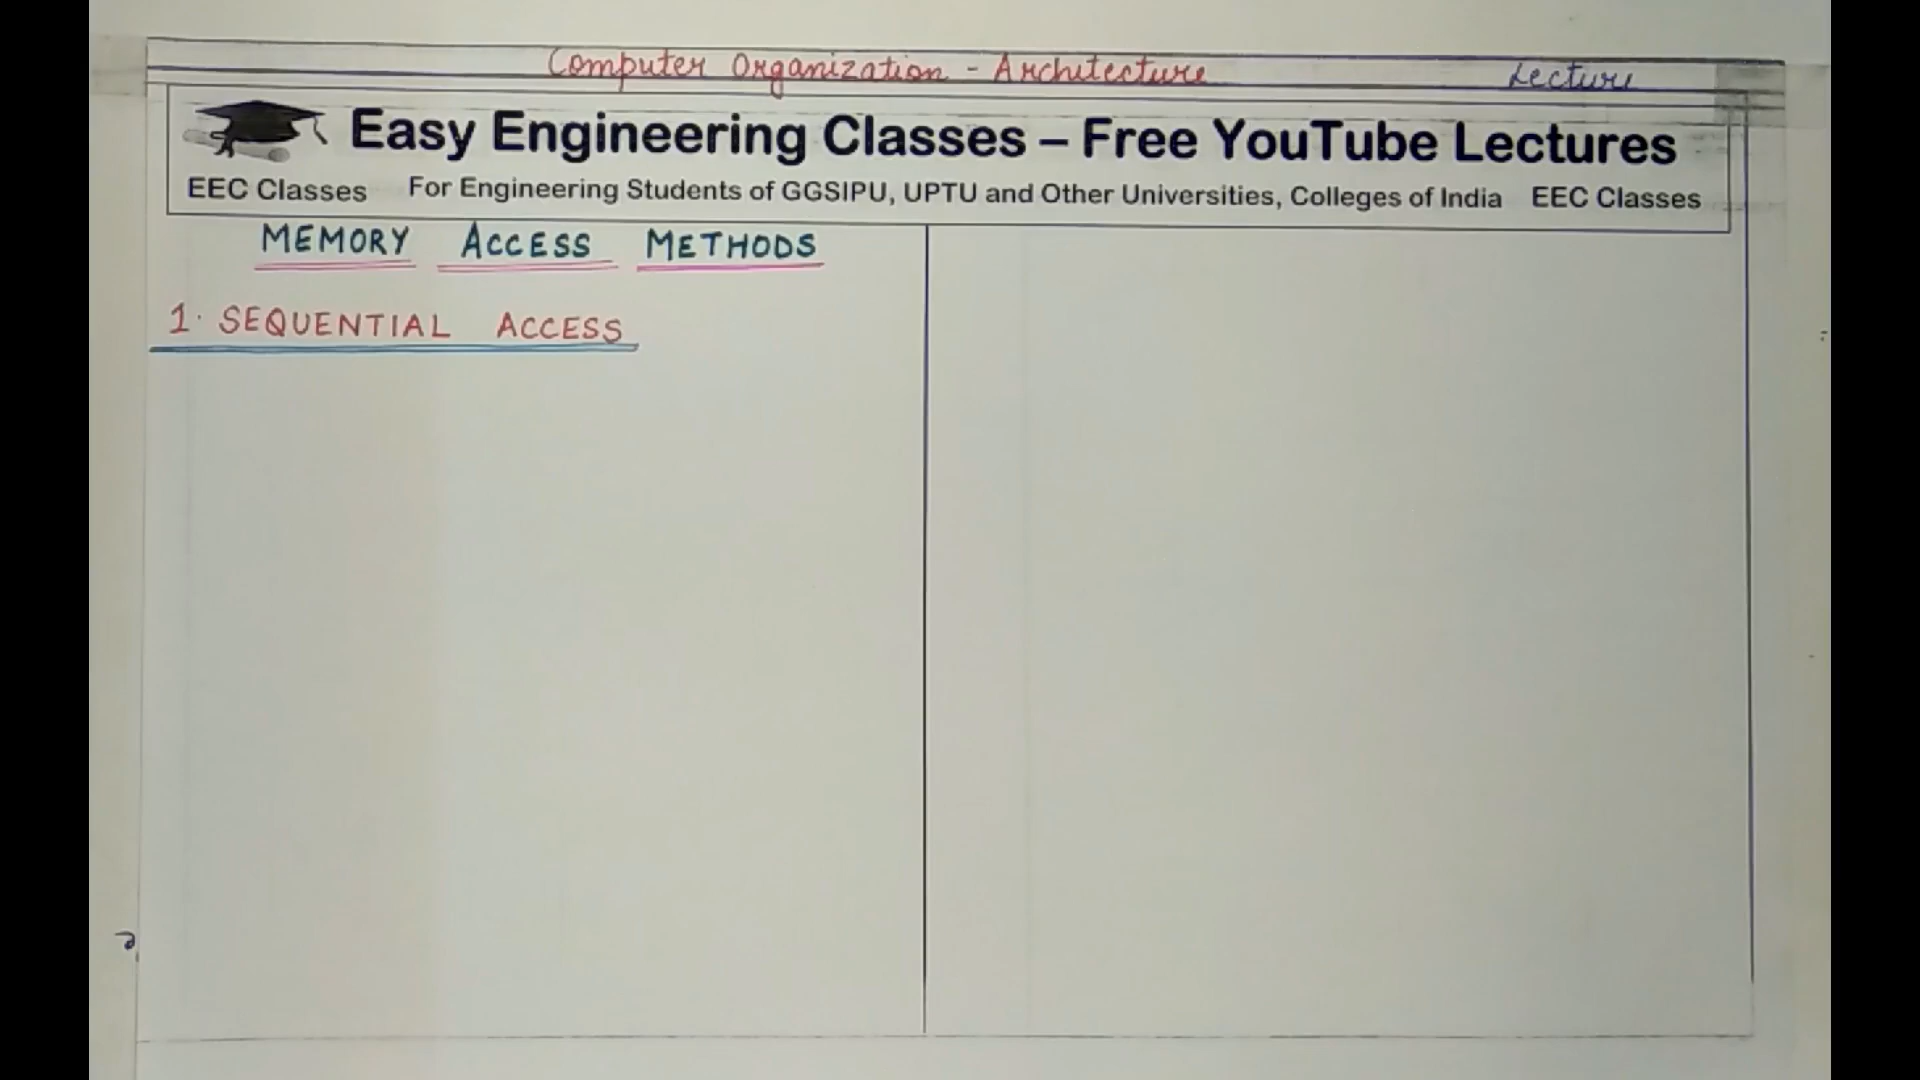 Computer Organization - Architecture Lecture
Easy Engineering Classes – Free YouTube Lectures
EEC Classes For Engineering Students of GGSIPU, UPTU and Other Universities, Colleges of India EEC Classes
MEMORY ACCESS METHODS
1. SEQUENTIAL ACCESS